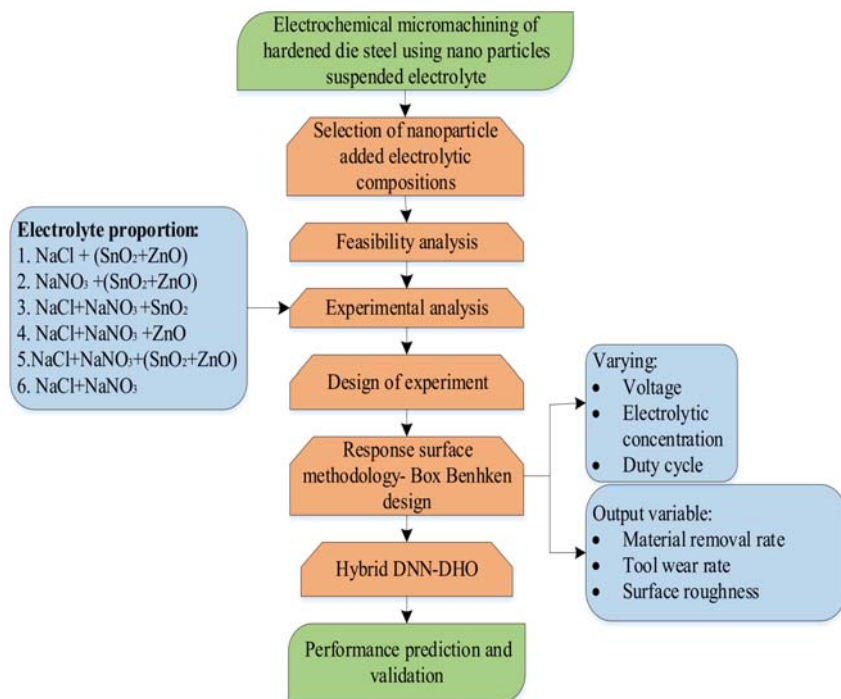 Electrochemical micromachining of
hardened die steel using nano particles
suspended electrolyte
Selection of nanoparticle
added electrolytic
compositions
Feasibility analysis
Electrolyte proportion:
1. NaCl + (SnO₂+ZnO)
2. NaNO₃ +(SnO₂+ZnO)
3. NaCl+NaNO₃ +SnO₂
4. NaCl+NaNO₃ +ZnO
5.NaCl+NaNO₃+(SnO₂+ZnO)
6. NaCl+NaNO₃
Experimental analysis
Design of experiment
Response surface
methodology- Box Benhken
design
Varying:
• Voltage
• Electrolytic
concentration
• Duty cycle
Output variable:
• Material removal rate
• Tool wear rate
• Surface roughness
Hybrid DNN-DHO
Performance prediction and
validation